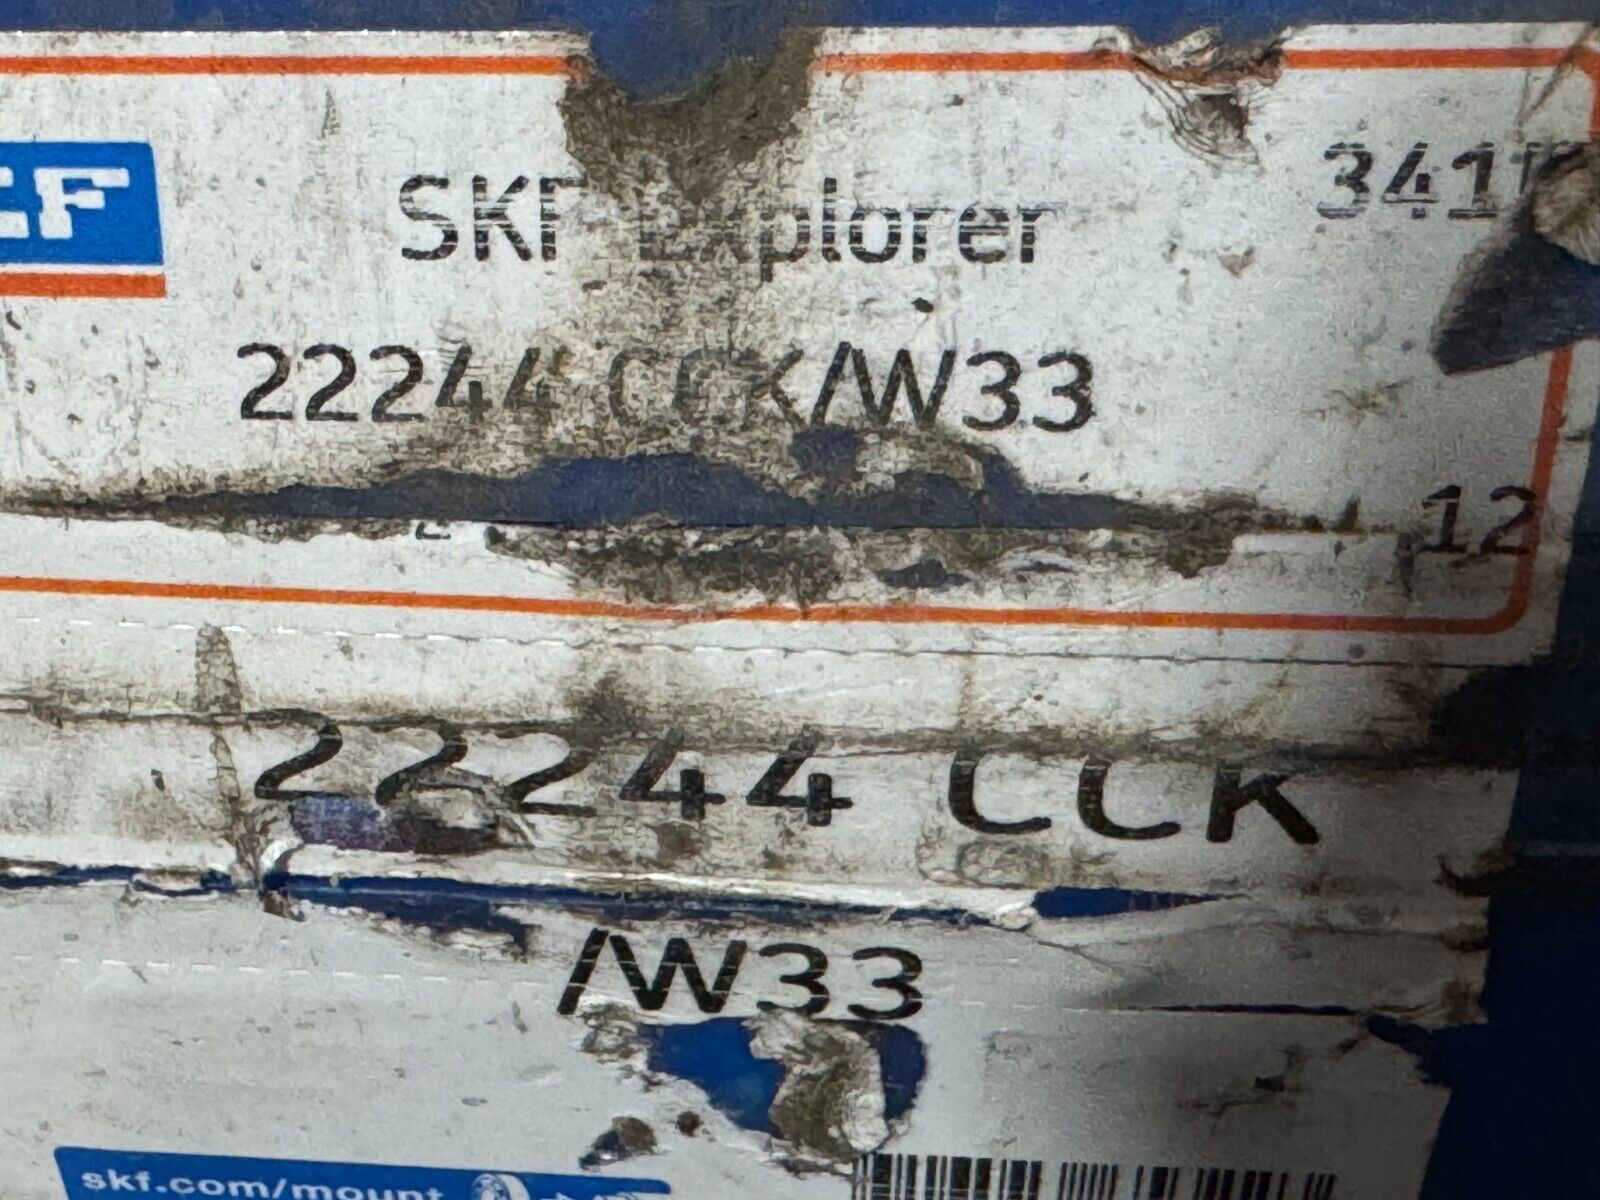 SKF Explorer
22244 CCK/W33
12
22244 CCK
/W33
skf.com/mount